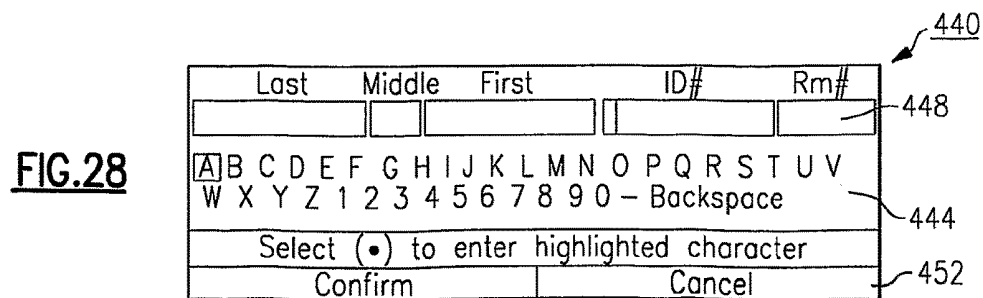 440
Last Middle First ID# Rm#
448
FIG.28
A B C D E F G H I J K L M N O P Q R S T U V
W X Y Z 1 2 3 4 5 6 7 8 9 0 - Backspace
444
Select (•) to enter highlighted character
Confirm Cancel
452